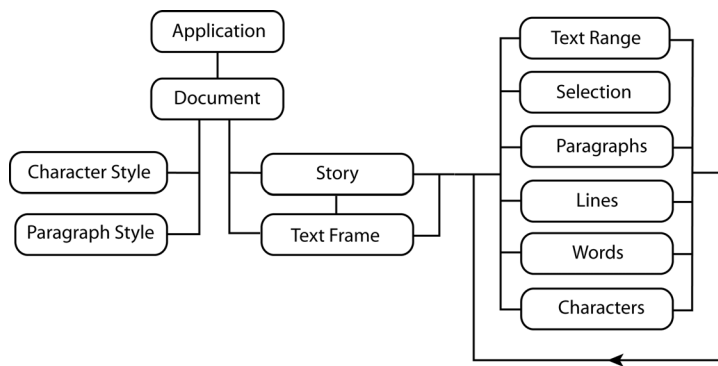 Application
Document
Character Style
Paragraph Style
Story
Text Frame
Text Range
Selection
Paragraphs
Lines
Words
Characters